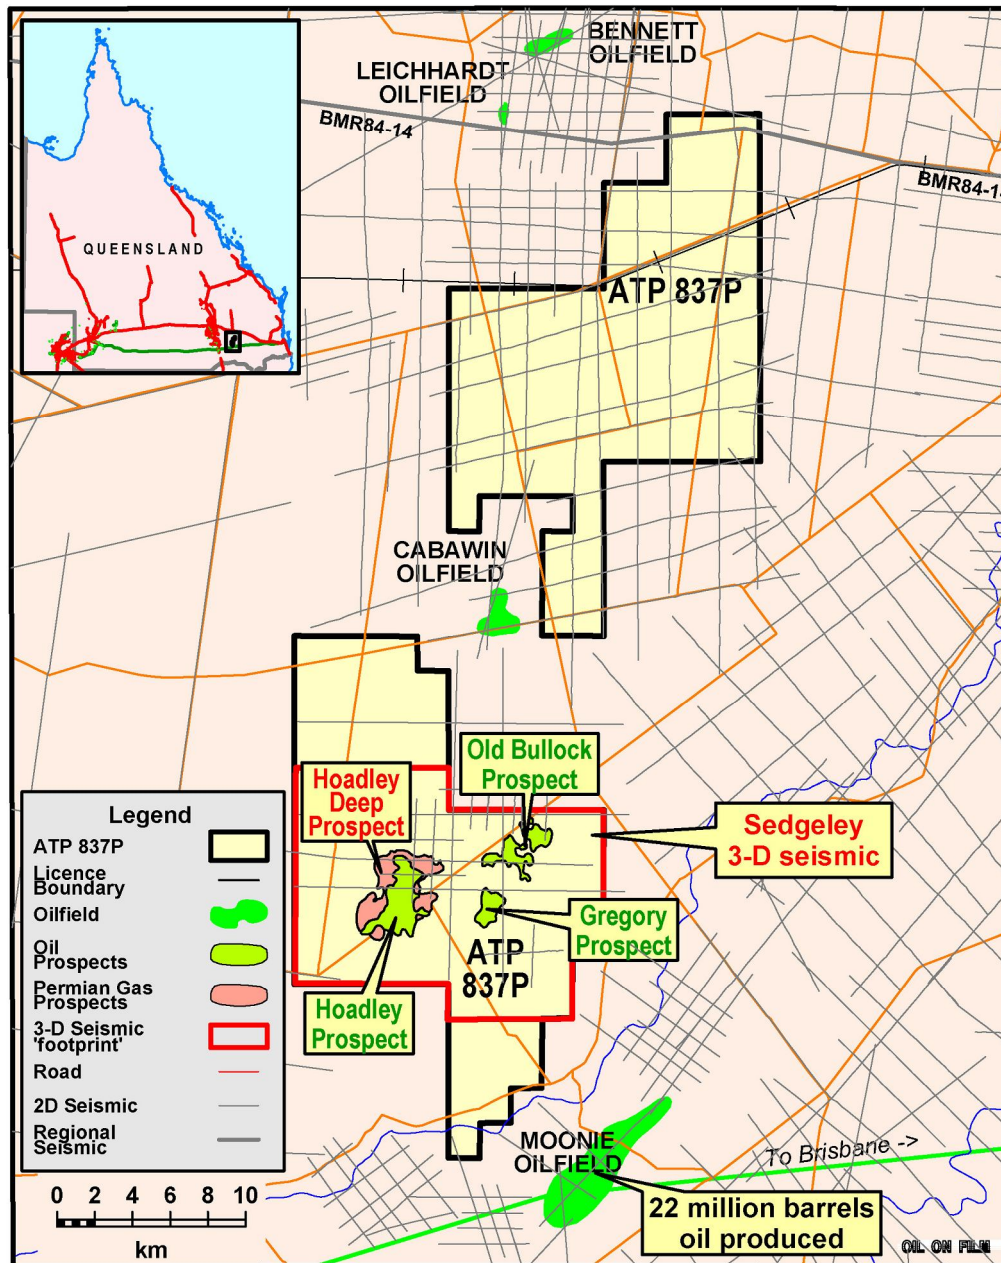 BENNETT
OILFIELD
LEICHHARDT
OILFIELD
BMR84-14
BMR84-14
QUEENSLAND
ATP 837P
CABAWIN
OILFIELD
Old Bullock
Prospect
Hoadley
Deep
Prospect
Sedgeley
3-D seismic
Gregory
Prospect
ATP
837P
Hoadley
Prospect
Legend
ATP 837P
Licence
Boundary
Oilfield
Oil
Prospects
Permian Gas
Prospects
3-D Seismic
'footprint'
Road
2D Seismic
Regional
Seismic
0 2 4 6 8 10
km
MOONIE
OILFIELD
To Brisbane ->
22 million barrels
oil produced
OIL ON FILM